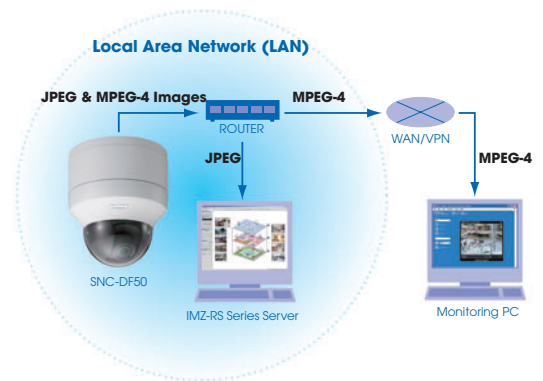 Local Area Network (LAN)
JPEG & MPEG-4 Images
MPEG-4
ROUTER
WAN/VPN
JPEG
MPEG-4
SNC-DF50
IMZ-RS Series Server
Monitoring PC